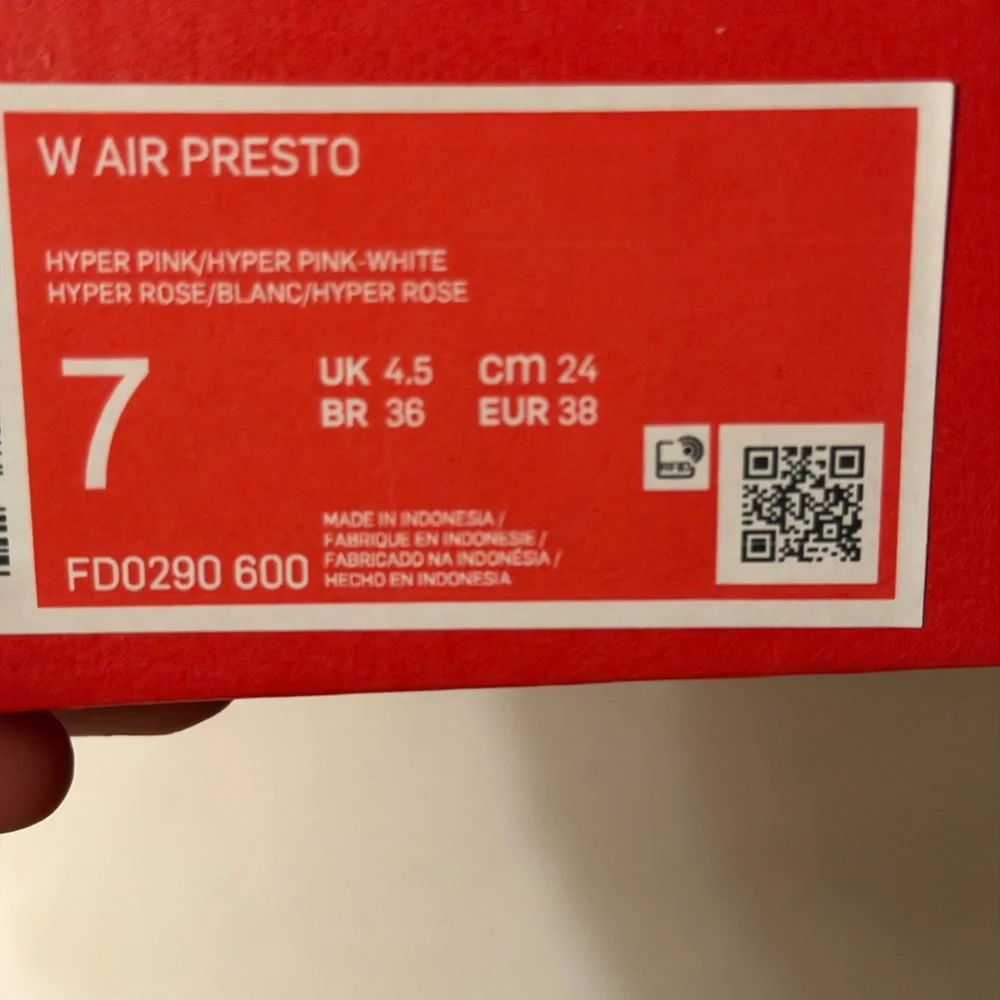 W AIR PRESTO
HYPER PINK/HYPER PINK-WHITE
HYPER ROSE/BLANC/HYPER ROSE
7
UK 4.5 cm 24
BR 36 EUR 38
RFID
MADE IN INDONESIA /
FABRIQUE EN INDONESIE /
FABRICADO NA INDONÉSIA /
HECHO EN INDONESIA
FD0290 600